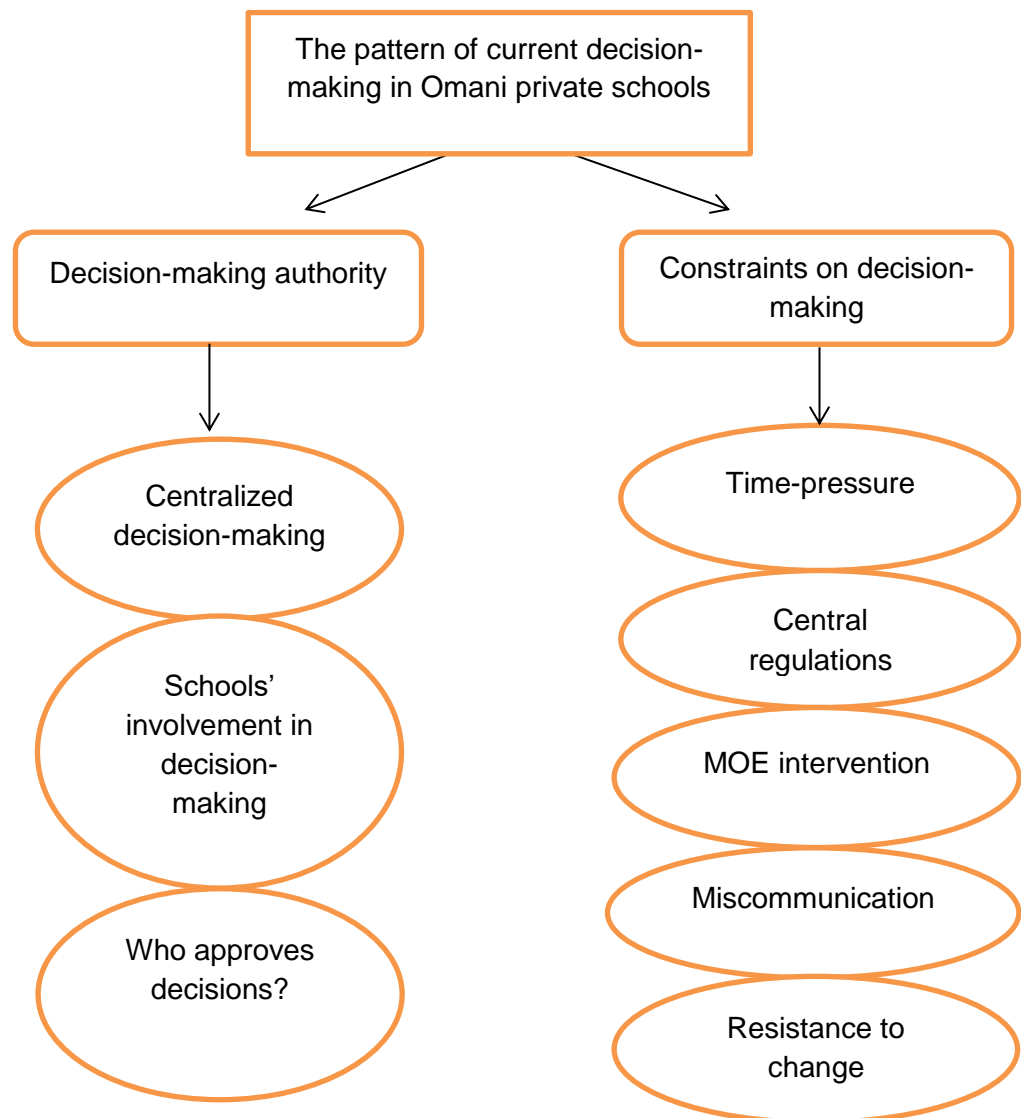 The pattern of current decision-
making in Omani private schools
Decision-making authority
Constraints on decision-
making
Centralized
decision-making
Schools’
involvement in
decision-
making
Who approves
decisions?
Time-pressure
Central
regulations
MOE intervention
Miscommunication
Resistance to
change